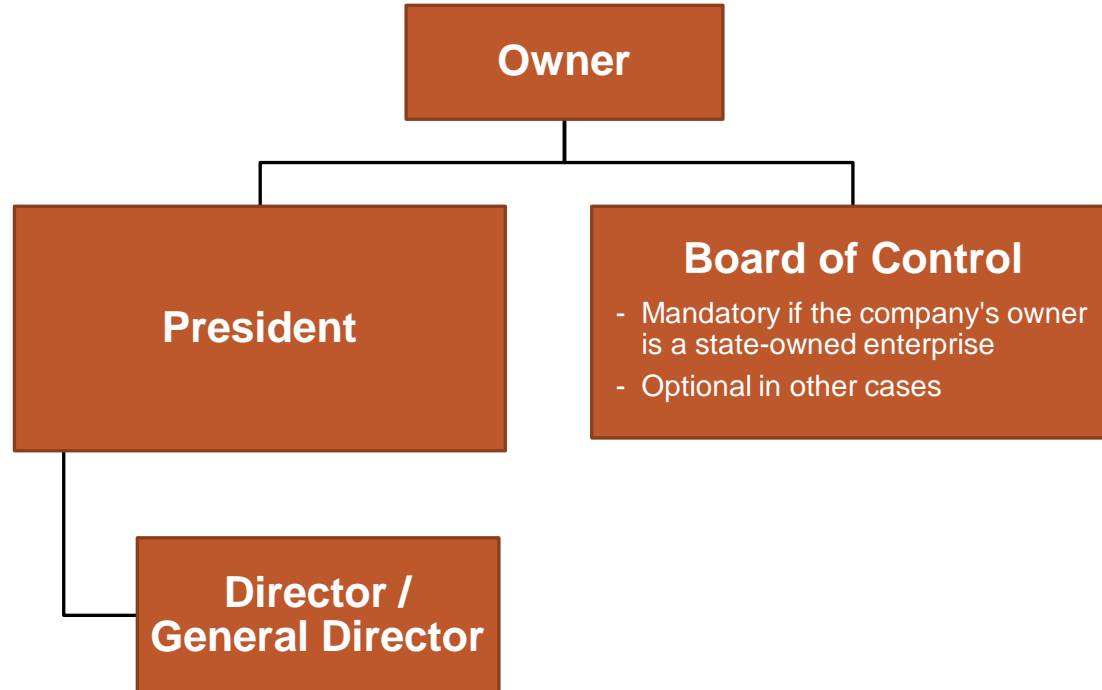 Owner
President
Board of Control
- Mandatory if the company's owner
is a state-owned enterprise
- Optional in other cases
Director /
General Director